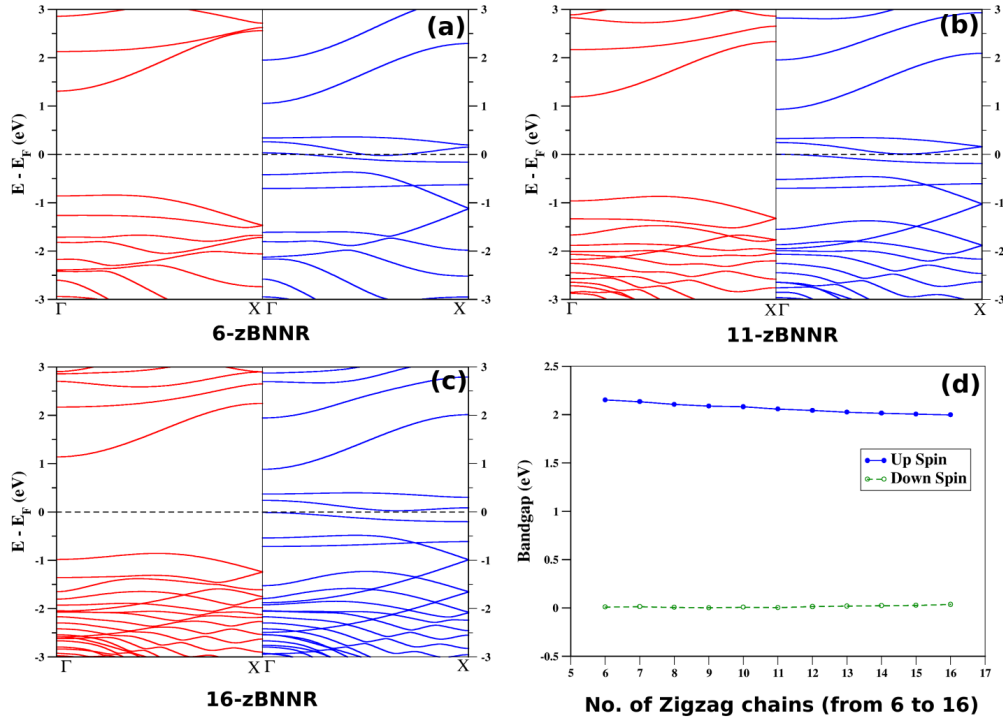 (a)
(b)
3
3
3
3
2
2
2
2
1
1
1
1
0
0
0
0
-1
-1
-1
-1
-2
-2
-2
-2
-3
-3
-3
-3
E - E_F (eV)
E - E_F (eV)
Γ
XΓ
X
Γ
XΓ
X
6-zBNNR
11-zBNNR
(c)
(d)
3
3
2
2
1
1
0
0
-1
-1
-2
-2
-3
-3
E - E_F (eV)
Γ
XΓ
X
16-zBNNR
2.5
2
1.5
1
0.5
0
-0.5
Bandgap (eV)
Up Spin
Down Spin
5 6 7 8 9 10 11 12 13 14 15 16 17
No. of Zigzag chains (from 6 to 16)